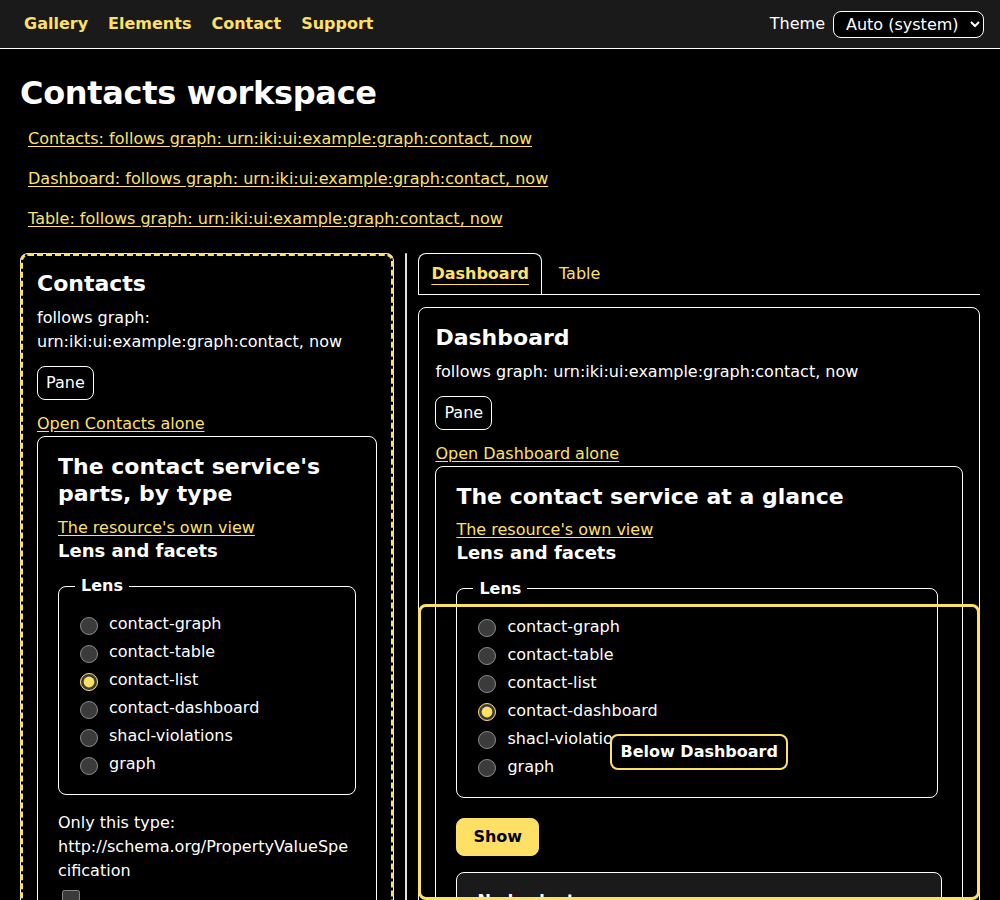 Gallery Elements Contact Support Theme Auto (system)
Contacts workspace
Contacts: follows graph: urn:iki:ui:example:graph:contact, now
Dashboard: follows graph: urn:iki:ui:example:graph:contact, now
Table: follows graph: urn:iki:ui:example:graph:contact, now
Contacts
follows graph:
urn:iki:ui:example:graph:contact, now
Pane
Open Contacts alone
The contact service's
parts, by type
The resource's own view
Lens and facets
Lens
contact-graph
contact-table
contact-list
contact-dashboard
shacl-violations
graph
Only this type:
http://schema.org/PropertyValueSpe
cification
Dashboard Table
Dashboard
follows graph: urn:iki:ui:example:graph:contact, now
Pane
Open Dashboard alone
The contact service at a glance
The resource's own view
Lens and facets
Lens
contact-graph
contact-table
contact-list
contact-dashboard
Below Dashboard
graph
Show